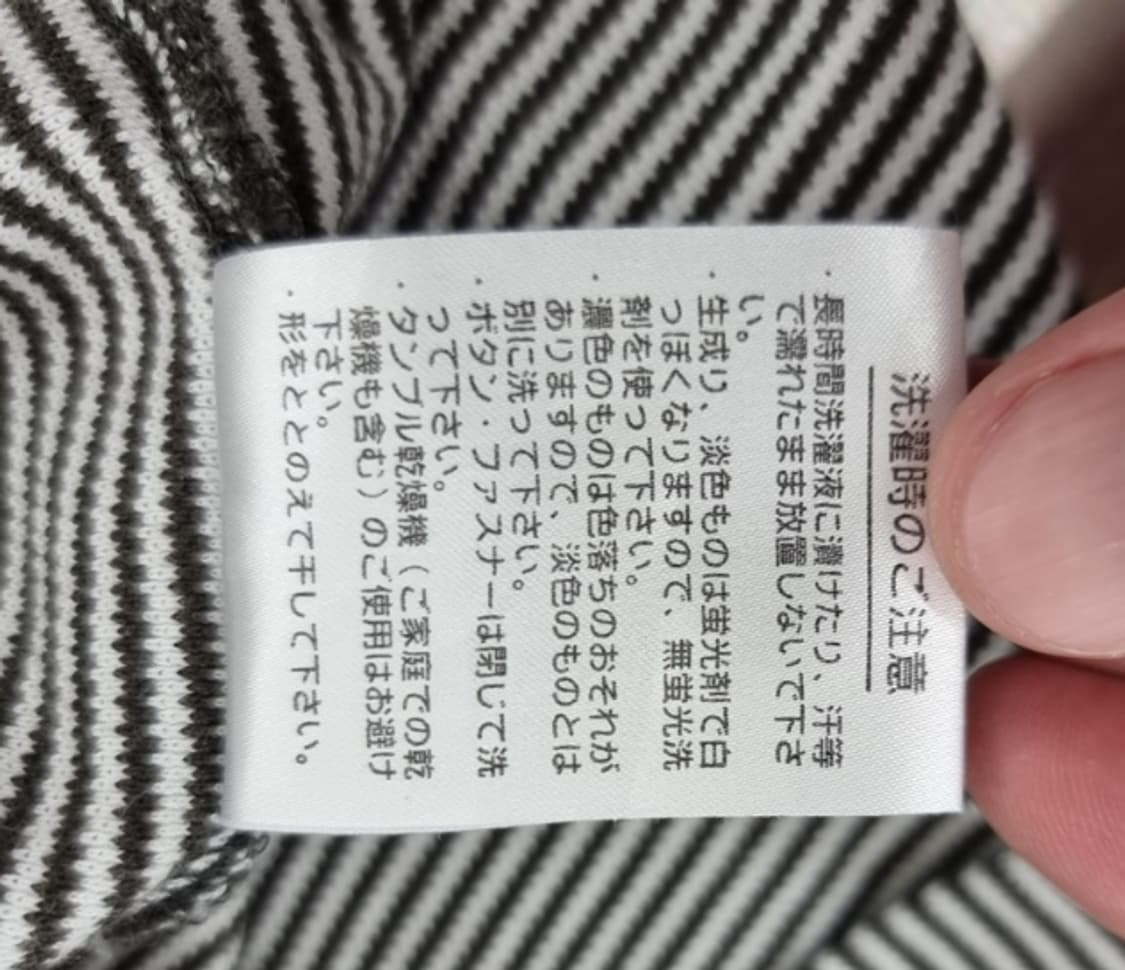 洗濯時のご注意
・長時間洗濯液に漬けたり、汗等
て濡れたまま放置しないで下さ
い。
・生成り、淡色ものは蛍光剤で白
っぽくなりますので、無蛍光洗
剤を使って下さい。
・濃色のものは色落ちのおそれが
ありますので、淡色のものとは
別に洗って下さい。
・ボタン・ファスナーは閉じて洗
って下さい。
・タンブル乾燥機(ご家庭での乾
燥機も含む)のご使用はお避け
下さい。
・形をととのえて干して下さい。